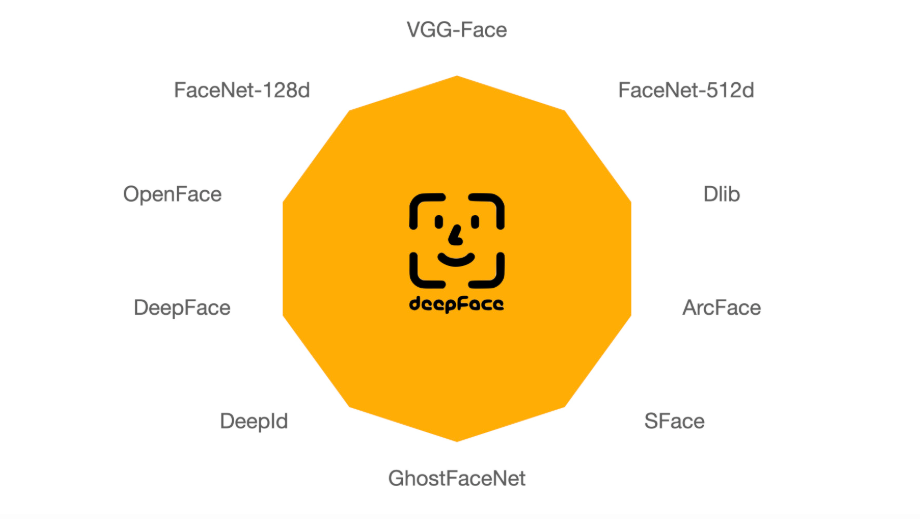 VGG-Face
FaceNet-128d
FaceNet-512d
OpenFace
Dlib
deepFace
DeepFace
ArcFace
DeepId
SFace
GhostFaceNet